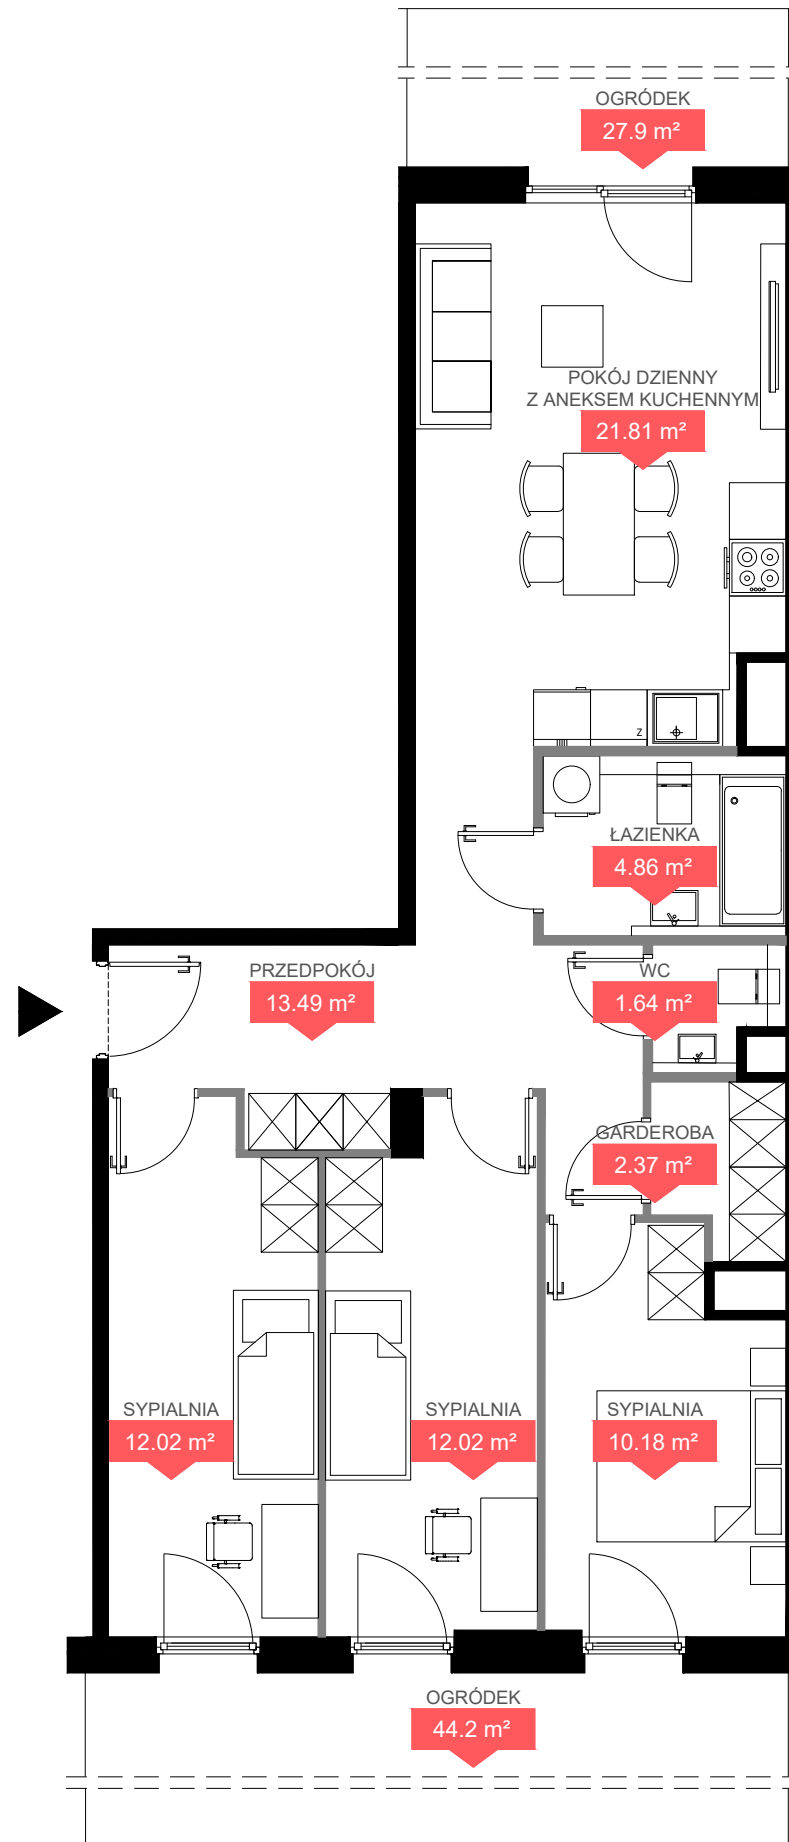 OGRÓDEK
27.9 m²
POKÓJ DZIENNY
Z ANEKSEM KUCHENNYM
21.81 m²
Z
ŁAZIENKA
4.86 m²
PRZEDPOKÓJ
13.49 m²
WC
1.64 m²
GARDEROBA
2.37 m²
SYPIALNIA
12.02 m²
SYPIALNIA
12.02 m²
SYPIALNIA
10.18 m²
OGRÓDEK
44.2 m²